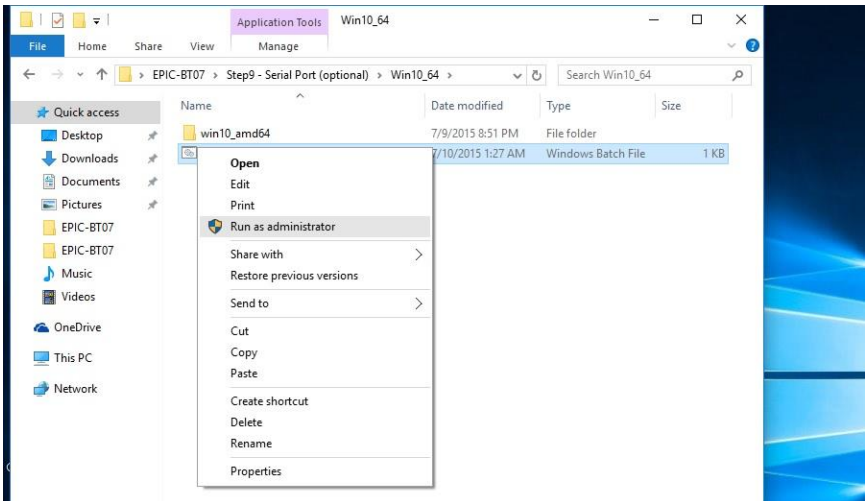 Application Tools Win10_64
File Home Share View Manage
EPIC-BT07 > Step9 - Serial Port (optional) > Win10_64 > Search Win10_64
Name Date modified Type Size
Quick access
Desktop
Downloads
Documents
Pictures
EPIC-BT07
EPIC-BT07
Music
Videos
OneDrive
This PC
Network
win10_amd64 7/9/2015 8:51 PM File folder
7/10/2015 1:27 AM Windows Batch File 1 KB
Open
Edit
Print
Run as administrator
Share with
Restore previous versions
Send to
Cut
Copy
Paste
Create shortcut
Delete
Rename
Properties